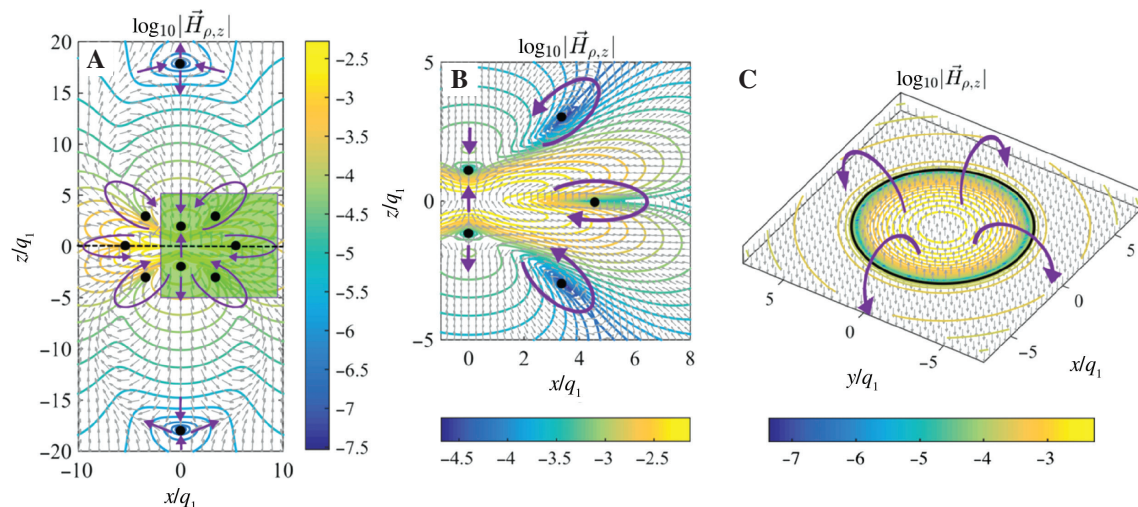 A
log₁₀|H⃗ρ,z|
20
15
10
5
0
−5
−10
−15
−20
z/q₁
−10
0
10
x/q₁
−2.5
−3
−3.5
−4
−4.5
−5
−5.5
−6
−6.5
−7
−7.5
B
log₁₀|H⃗ρ,z|
5
0
−5
z/q₁
0
2
4
6
8
x/q₁
−4.5 −4 −3.5 −3 −2.5
C
log₁₀|H⃗ρ,z|
5
0
−5
y/q₁
5
0
−5
x/q₁
−7 −6 −5 −4 −3